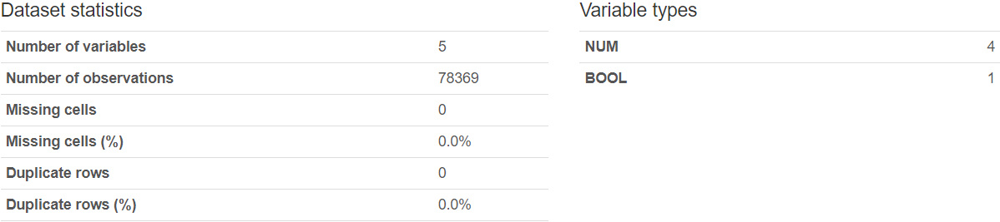 Dataset statistics
Number of variables 5
Number of observations 78369
Missing cells 0
Missing cells (%) 0.0%
Duplicate rows 0
Duplicate rows (%) 0.0%
Variable types
NUM 4
BOOL 1